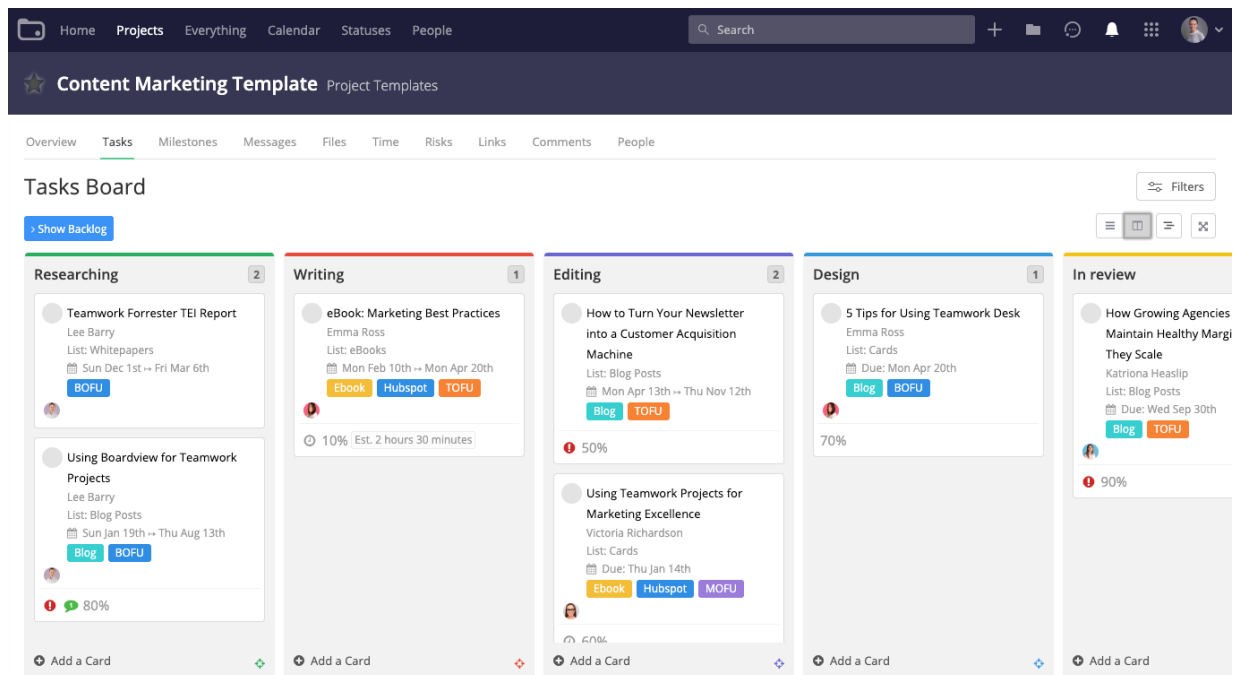 Home Projects Everything Calendar Statuses People Search
Content Marketing Template Project Templates
Overview Tasks Milestones Messages Files Time Risks Links Comments People
Tasks Board
Filters
› Show Backlog
Researching 2
Teamwork Forrester TEI Report
Lee Barry
List: Whitepapers
Sun Dec 1st ↦ Fri Mar 6th
BOFU
Using Boardview for Teamwork
Projects
Lee Barry
List: Blog Posts
Sun Jan 19th ↦ Thu Aug 13th
Blog BOFU
1 80%
Add a Card
Writing 1
eBook: Marketing Best Practices
Emma Ross
List: eBooks
Mon Feb 10th ↦ Mon Apr 20th
Ebook Hubspot TOFU
10% Est. 2 hours 30 minutes
Add a Card
Editing 2
How to Turn Your Newsletter
into a Customer Acquisition
Machine
List: Blog Posts
Mon Apr 13th ↦ Thu Nov 12th
Blog TOFU
50%
Using Teamwork Projects for
Marketing Excellence
Victoria Richardson
List: Cards
Due: Thu Jan 14th
Ebook Hubspot MOFU
60%
Add a Card
Design 1
5 Tips for Using Teamwork Desk
Emma Ross
List: Cards
Due: Mon Apr 20th
Blog BOFU
70%
Add a Card
In review
How Growing Agencies
Maintain Healthy Margi
They Scale
Katriona Heaslip
List: Blog Posts
Due: Wed Sep 30th
Blog TOFU
90%
Add a Card